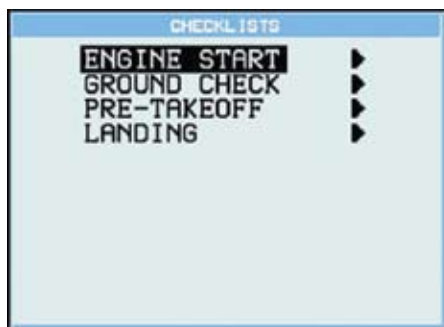 CHECKLISTS
ENGINE START
GROUND CHECK
PRE-TAKEOFF
LANDING